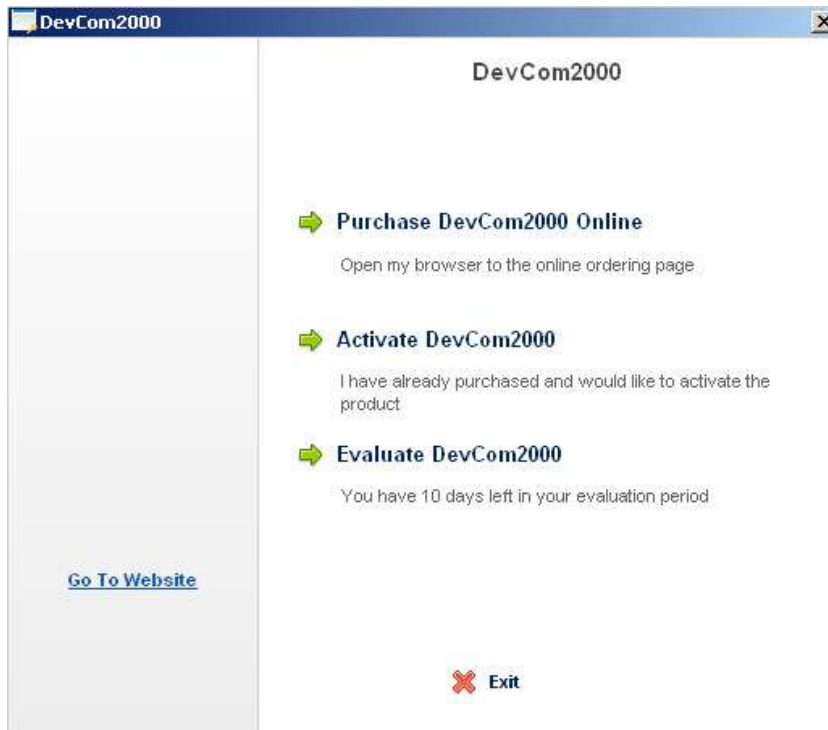 DevCom2000
DevCom2000
Purchase DevCom2000 Online
Open my browser to the online ordering page
Activate DevCom2000
I have already purchased and would like to activate the
product
Evaluate DevCom2000
You have 10 days left in your evaluation period
Go To Website
Exit